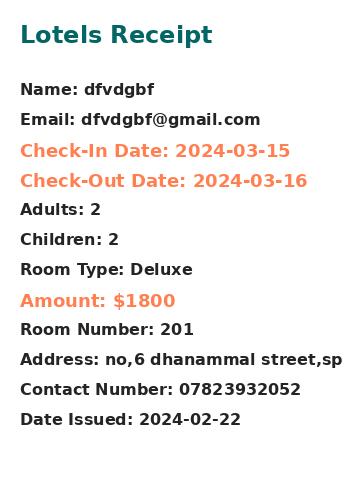 Lotels Receipt
Name: dfvdgbf
Email: dfvdgbf@gmail.com
Check-In Date: 2024-03-15
Check-Out Date: 2024-03-16
Adults: 2
Children: 2
Room Type: Deluxe
Amount: $1800
Room Number: 201
Address: no,6 dhanammal street,sp
Contact Number: 07823932052
Date Issued: 2024-02-22